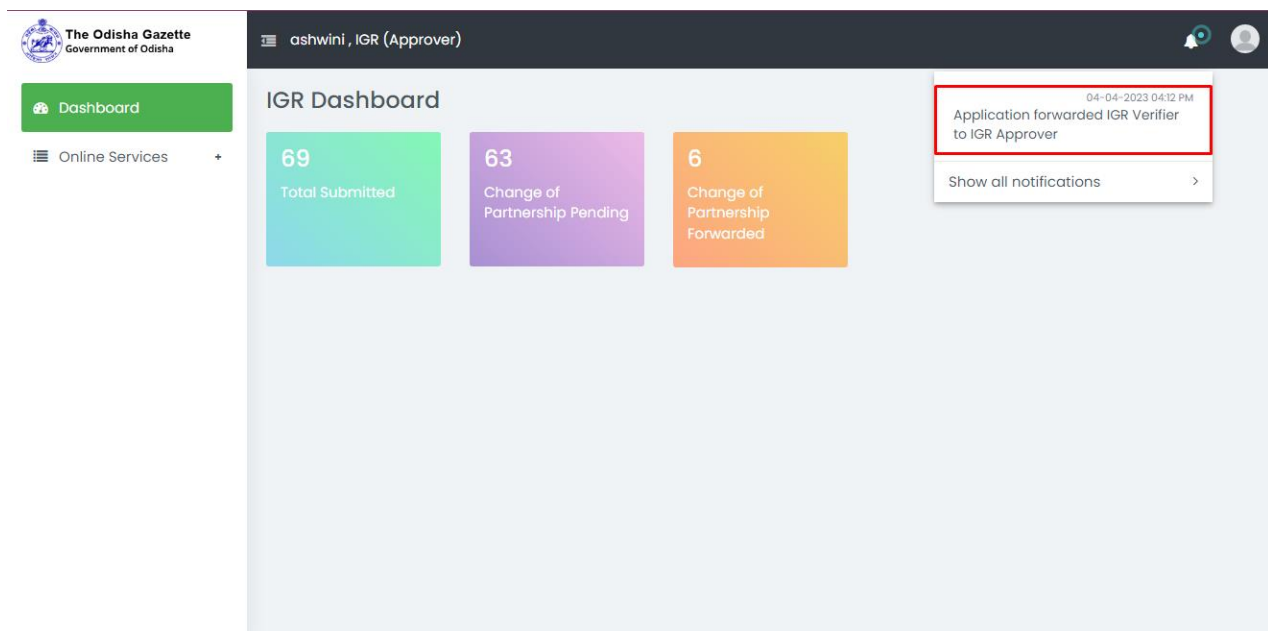 The Odisha Gazette
Government of Odisha
ashwini , IGR (Approver)
Dashboard
Online Services +
IGR Dashboard
69
Total Submitted
63
Change of
Partnership Pending
6
Change of
Partnership
Forwarded
04-04-2023 04:12 PM
Application forwarded IGR Verifier
to IGR Approver
Show all notifications >